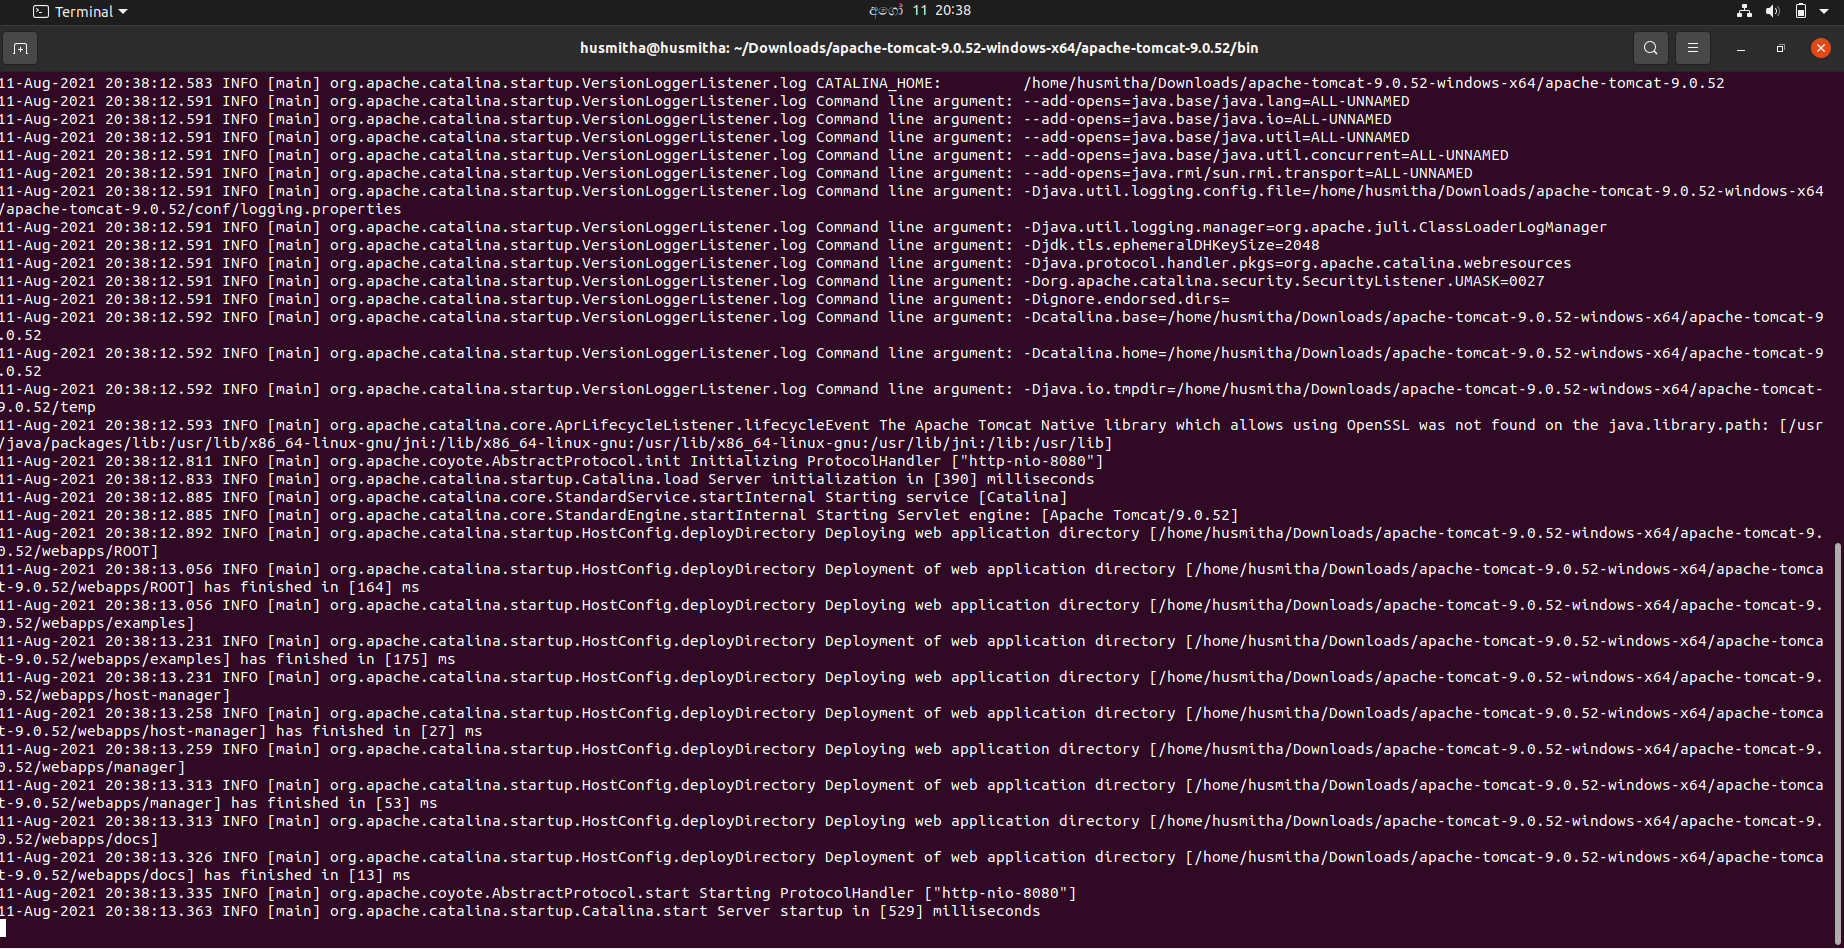 Terminal
අගෝ 11 20:38
husmitha@husmitha: ~/Downloads/apache-tomcat-9.0.52-windows-x64/apache-tomcat-9.0.52/bin
11-Aug-2021 20:38:12.583 INFO [main] org.apache.catalina.startup.VersionLoggerListener.log CATALINA_HOME:         /home/husmitha/Downloads/apache-tomcat-9.0.52-windows-x64/apache-tomcat-9.0.52
11-Aug-2021 20:38:12.591 INFO [main] org.apache.catalina.startup.VersionLoggerListener.log Command line argument: --add-opens=java.base/java.lang=ALL-UNNAMED
11-Aug-2021 20:38:12.591 INFO [main] org.apache.catalina.startup.VersionLoggerListener.log Command line argument: --add-opens=java.base/java.io=ALL-UNNAMED
11-Aug-2021 20:38:12.591 INFO [main] org.apache.catalina.startup.VersionLoggerListener.log Command line argument: --add-opens=java.base/java.util=ALL-UNNAMED
11-Aug-2021 20:38:12.591 INFO [main] org.apache.catalina.startup.VersionLoggerListener.log Command line argument: --add-opens=java.base/java.util.concurrent=ALL-UNNAMED
11-Aug-2021 20:38:12.591 INFO [main] org.apache.catalina.startup.VersionLoggerListener.log Command line argument: --add-opens=java.rmi/sun.rmi.transport=ALL-UNNAMED
11-Aug-2021 20:38:12.591 INFO [main] org.apache.catalina.startup.VersionLoggerListener.log Command line argument: -Djava.util.logging.config.file=/home/husmitha/Downloads/apache-tomcat-9.0.52-windows-x64
/apache-tomcat-9.0.52/conf/logging.properties
11-Aug-2021 20:38:12.591 INFO [main] org.apache.catalina.startup.VersionLoggerListener.log Command line argument: -Djava.util.logging.manager=org.apache.juli.ClassLoaderLogManager
11-Aug-2021 20:38:12.591 INFO [main] org.apache.catalina.startup.VersionLoggerListener.log Command line argument: -Djdk.tls.ephemeralDHKeySize=2048
11-Aug-2021 20:38:12.591 INFO [main] org.apache.catalina.startup.VersionLoggerListener.log Command line argument: -Djava.protocol.handler.pkgs=org.apache.catalina.webresources
11-Aug-2021 20:38:12.591 INFO [main] org.apache.catalina.startup.VersionLoggerListener.log Command line argument: -Dorg.apache.catalina.security.SecurityListener.UMASK=0027
11-Aug-2021 20:38:12.591 INFO [main] org.apache.catalina.startup.VersionLoggerListener.log Command line argument: -Dignore.endorsed.dirs=
11-Aug-2021 20:38:12.592 INFO [main] org.apache.catalina.startup.VersionLoggerListener.log Command line argument: -Dcatalina.base=/home/husmitha/Downloads/apache-tomcat-9.0.52-windows-x64/apache-tomcat-9
.0.52
11-Aug-2021 20:38:12.592 INFO [main] org.apache.catalina.startup.VersionLoggerListener.log Command line argument: -Dcatalina.home=/home/husmitha/Downloads/apache-tomcat-9.0.52-windows-x64/apache-tomcat-9
.0.52
11-Aug-2021 20:38:12.592 INFO [main] org.apache.catalina.startup.VersionLoggerListener.log Command line argument: -Djava.io.tmpdir=/home/husmitha/Downloads/apache-tomcat-9.0.52-windows-x64/apache-tomcat-
9.0.52/temp
11-Aug-2021 20:38:12.593 INFO [main] org.apache.catalina.core.AprLifecycleListener.lifecycleEvent The Apache Tomcat Native library which allows using OpenSSL was not found on the java.library.path: [/usr
/java/packages/lib:/usr/lib/x86_64-linux-gnu/jni:/lib/x86_64-linux-gnu:/usr/lib/x86_64-linux-gnu:/usr/lib/jni:/lib:/usr/lib]
11-Aug-2021 20:38:12.811 INFO [main] org.apache.coyote.AbstractProtocol.init Initializing ProtocolHandler ["http-nio-8080"]
11-Aug-2021 20:38:12.833 INFO [main] org.apache.catalina.startup.Catalina.load Server initialization in [390] milliseconds
11-Aug-2021 20:38:12.885 INFO [main] org.apache.catalina.core.StandardService.startInternal Starting service [Catalina]
11-Aug-2021 20:38:12.885 INFO [main] org.apache.catalina.core.StandardEngine.startInternal Starting Servlet engine: [Apache Tomcat/9.0.52]
11-Aug-2021 20:38:12.892 INFO [main] org.apache.catalina.startup.HostConfig.deployDirectory Deploying web application directory [/home/husmitha/Downloads/apache-tomcat-9.0.52-windows-x64/apache-tomcat-9.
0.52/webapps/ROOT]
11-Aug-2021 20:38:13.056 INFO [main] org.apache.catalina.startup.HostConfig.deployDirectory Deployment of web application directory [/home/husmitha/Downloads/apache-tomcat-9.0.52-windows-x64/apache-tomca
t-9.0.52/webapps/ROOT] has finished in [164] ms
11-Aug-2021 20:38:13.056 INFO [main] org.apache.catalina.startup.HostConfig.deployDirectory Deploying web application directory [/home/husmitha/Downloads/apache-tomcat-9.0.52-windows-x64/apache-tomcat-9.
0.52/webapps/examples]
11-Aug-2021 20:38:13.231 INFO [main] org.apache.catalina.startup.HostConfig.deployDirectory Deployment of web application directory [/home/husmitha/Downloads/apache-tomcat-9.0.52-windows-x64/apache-tomca
t-9.0.52/webapps/examples] has finished in [175] ms
11-Aug-2021 20:38:13.231 INFO [main] org.apache.catalina.startup.HostConfig.deployDirectory Deploying web application directory [/home/husmitha/Downloads/apache-tomcat-9.0.52-windows-x64/apache-tomcat-9.
0.52/webapps/host-manager]
11-Aug-2021 20:38:13.258 INFO [main] org.apache.catalina.startup.HostConfig.deployDirectory Deployment of web application directory [/home/husmitha/Downloads/apache-tomcat-9.0.52-windows-x64/apache-tomca
t-9.0.52/webapps/host-manager] has finished in [27] ms
11-Aug-2021 20:38:13.259 INFO [main] org.apache.catalina.startup.HostConfig.deployDirectory Deploying web application directory [/home/husmitha/Downloads/apache-tomcat-9.0.52-windows-x64/apache-tomcat-9.
0.52/webapps/manager]
11-Aug-2021 20:38:13.313 INFO [main] org.apache.catalina.startup.HostConfig.deployDirectory Deployment of web application directory [/home/husmitha/Downloads/apache-tomcat-9.0.52-windows-x64/apache-tomca
t-9.0.52/webapps/manager] has finished in [53] ms
11-Aug-2021 20:38:13.313 INFO [main] org.apache.catalina.startup.HostConfig.deployDirectory Deploying web application directory [/home/husmitha/Downloads/apache-tomcat-9.0.52-windows-x64/apache-tomcat-9.
0.52/webapps/docs]
11-Aug-2021 20:38:13.326 INFO [main] org.apache.catalina.startup.HostConfig.deployDirectory Deployment of web application directory [/home/husmitha/Downloads/apache-tomcat-9.0.52-windows-x64/apache-tomca
t-9.0.52/webapps/docs] has finished in [13] ms
11-Aug-2021 20:38:13.335 INFO [main] org.apache.coyote.AbstractProtocol.start Starting ProtocolHandler ["http-nio-8080"]
11-Aug-2021 20:38:13.363 INFO [main] org.apache.catalina.startup.Catalina.start Server startup in [529] milliseconds